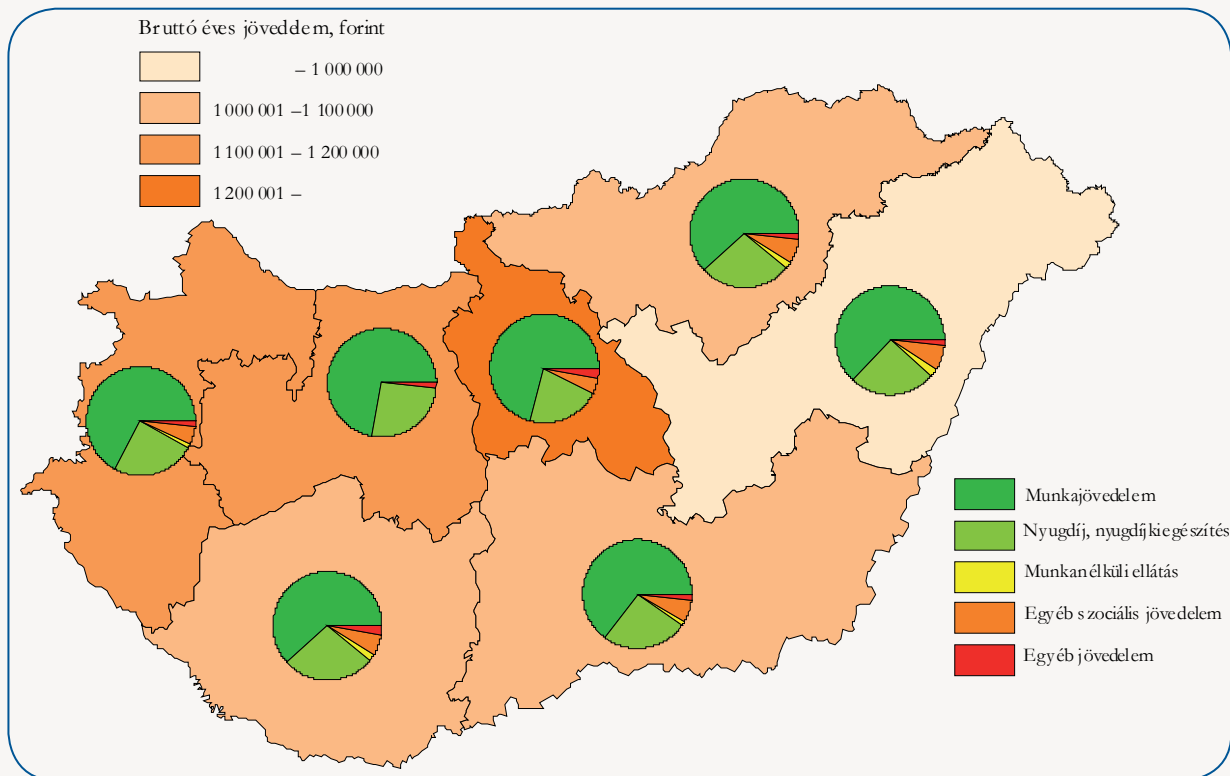 Bruttó éves jöveddem, forint
– 1 000 000
1 000 001 –1 100 000
1 100 001 – 1 200 000
1 200 001 –
Munkajövedelem
Nyugdíj, nyugdíjkiegészítés
Munkanélküli ellátás
Egyéb szociális jövedelem
Egyéb jövedelem